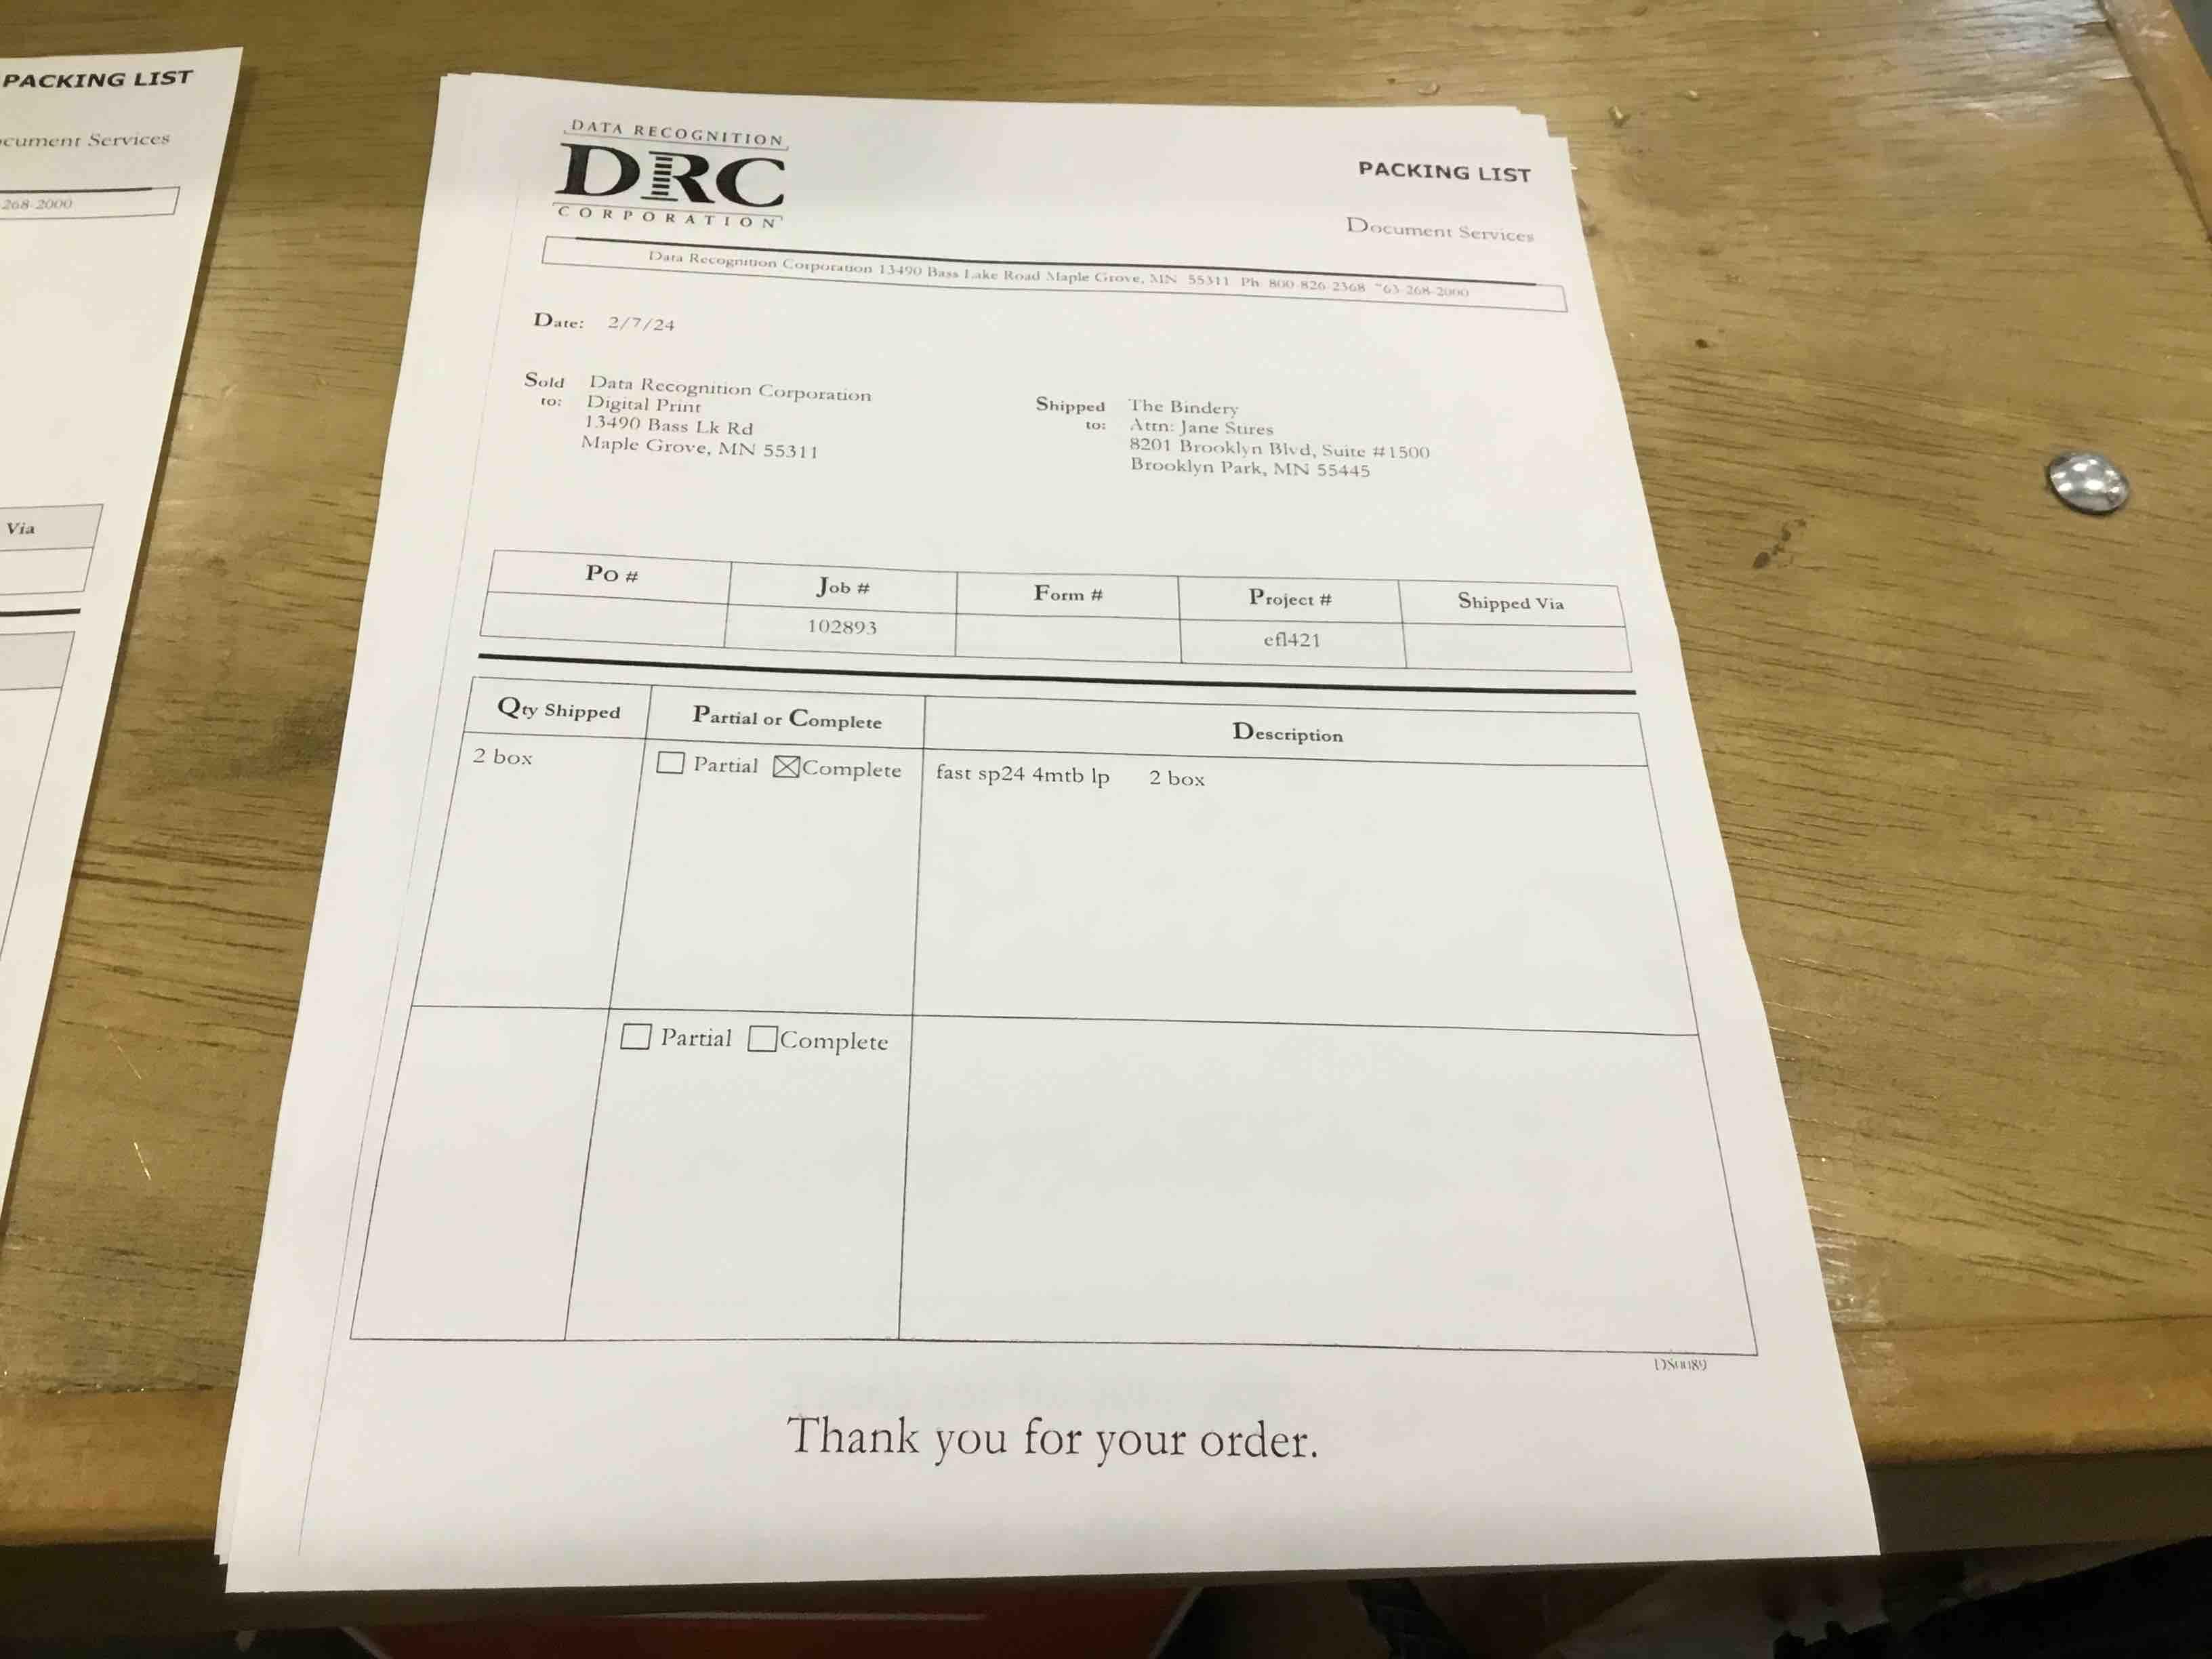 PACKING LIST
cument Services
268-2000
Via
DATA RECOGNITION
DRC
CORPORATION
PACKING LIST
Document Services
Data Recognition Corporation 13490 Bass Lake Road Maple Grove, MN 55311 Ph 800-826-2368 763-268-2000
Date: 2/7/24
Sold to: Data Recognition Corporation
Digital Print
13490 Bass Lk Rd
Maple Grove, MN 55311
Shipped to: The Bindery
Attn: Jane Stires
8201 Brooklyn Blvd, Suite #1500
Brooklyn Park, MN 55445
Po # Job # Form # Project # Shipped Via
102893 efl421
Qty Shipped Partial or Complete Description
2 box Partial Complete fast sp24 4mtb lp 2 box
Partial Complete
DS0089
Thank you for your order.